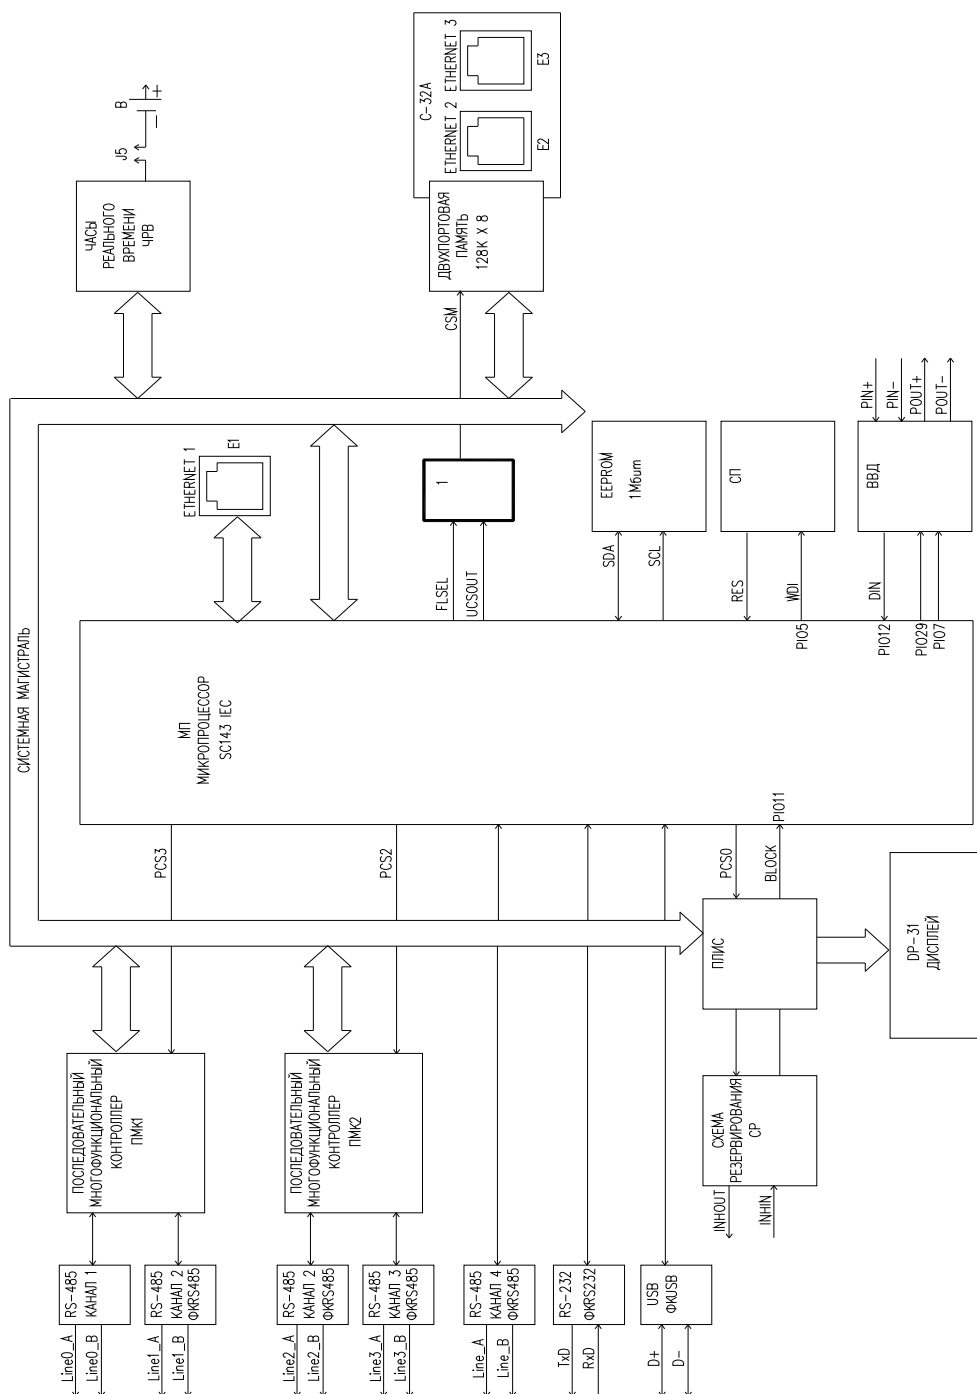 ETHERNET 3
E3
C-32A
ETHERNET 2
E2
ДВУХПОРТОВАЯ
ПАМЯТЬ
128K X 8
CSM
B
+
−
J5
ЧАСЫ
РЕАЛЬНОГО
ВРЕМЕНИ
ЧРВ
СИСТЕМНАЯ МАГИСТРАЛЬ
ETHERNET 1
E1
1
FLSEL
UCSOUT
EEPROM
1Мбит
SDA
SCL
СП
RES
WDI
PIO5
PIN+
PIN-
POUT+
POUT-
ВВД
DIN
PIO12
PIO29
PIO7
МП
МИКРОПРОЦЕССОР
SC143 IEC
PIO11
PCS3
PCS2
PCS0
BLOCK
ПЛИС
DP-31
ДИСПЛЕЙ
ПОСЛЕДОВАТЕЛЬНЫЙ
МНОГОФУНКЦИОНАЛЬНЫЙ
КОНТРОЛЛЕР
ПМК1
ПОСЛЕДОВАТЕЛЬНЫЙ
МНОГОФУНКЦИОНАЛЬНЫЙ
КОНТРОЛЛЕР
ПМК2
СХЕМА
РЕЗЕРВИРОВАНИЯ
СР
INHOUT
INHIN
RS-485
КАНАЛ 1
RS-485
КАНАЛ 2
ФКRS485
RS-485
КАНАЛ 2
ФКRS485
RS-485
КАНАЛ 3
ФКRS485
RS-485
КАНАЛ 4
ФКRS485
RS-232
ФКRS232
USB
ФКUSB
Line0_A
Line0_B
Line1_A
Line1_B
Line2_A
Line2_B
Line3_A
Line3_B
Line_A
Line_B
TxD
RxD
D+
D-